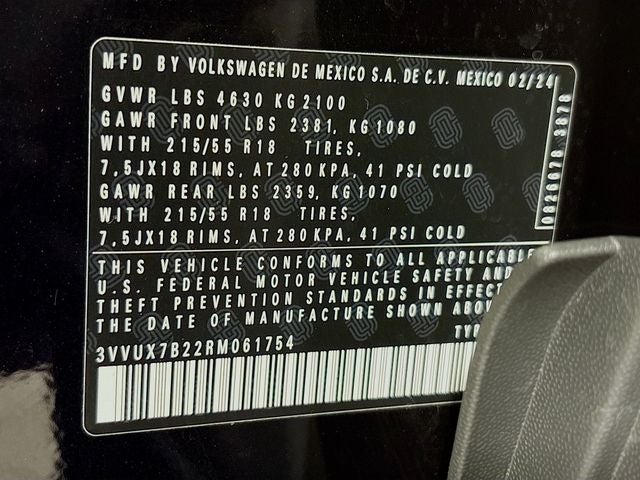 MFD BY VOLKSWAGEN DE MEXICO S.A. DE C.V. MEXICO 02/24
GVWR LBS 4630 KG 2100
GAWR FRONT LBS 2381, KG 1080
WITH 215/55 R18 TIRES,
7,5JX18 RIMS, AT 280 KPA, 41 PSI COLD
GAWR REAR LBS 2359, KG 1070
WITH 215/55 R18 TIRES,
7,5JX18 RIMS, AT 280 KPA, 41 PSI COLD
THIS VEHICLE CONFORMS TO ALL APPLICABLE
U.S. FEDERAL MOTOR VEHICLE SAFETY AND
THEFT PREVENTION STANDARDS IN EFFECT
THE DATE OF MANUFACTURE SHOWN ABOV
3VVUX7B22RM061754 TYP
0826878 3878